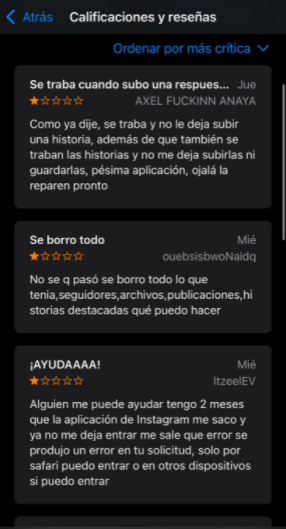 Atrás
Calificaciones y reseñas
Ordenar por más crítica
Se traba cuando subo una respues... Jue
AXEL FUCKINN ANAYA
Como ya dije, se traba y no le deja subir
una historia, además de que también se
traban las historias y no me deja subirlas ni
guardarlas, pésima aplicación, ojalá la
reparen pronto
Se borro todo Mié
ouebsisbwoNaidq
No se q pasó se borro todo lo que
tenia,seguidores,archivos,publicaciones,hi
storias destacadas qué puedo hacer
¡AYUDAAAA! Mié
ItzeelEV
Alguien me puede ayudar tengo 2 meses
que la aplicación de Instagram me saco y
ya no me deja entrar me sale que error se
produjo un error en tu solicitud, solo por
safari puedo entrar o en otros dispositivos
si puedo entrar